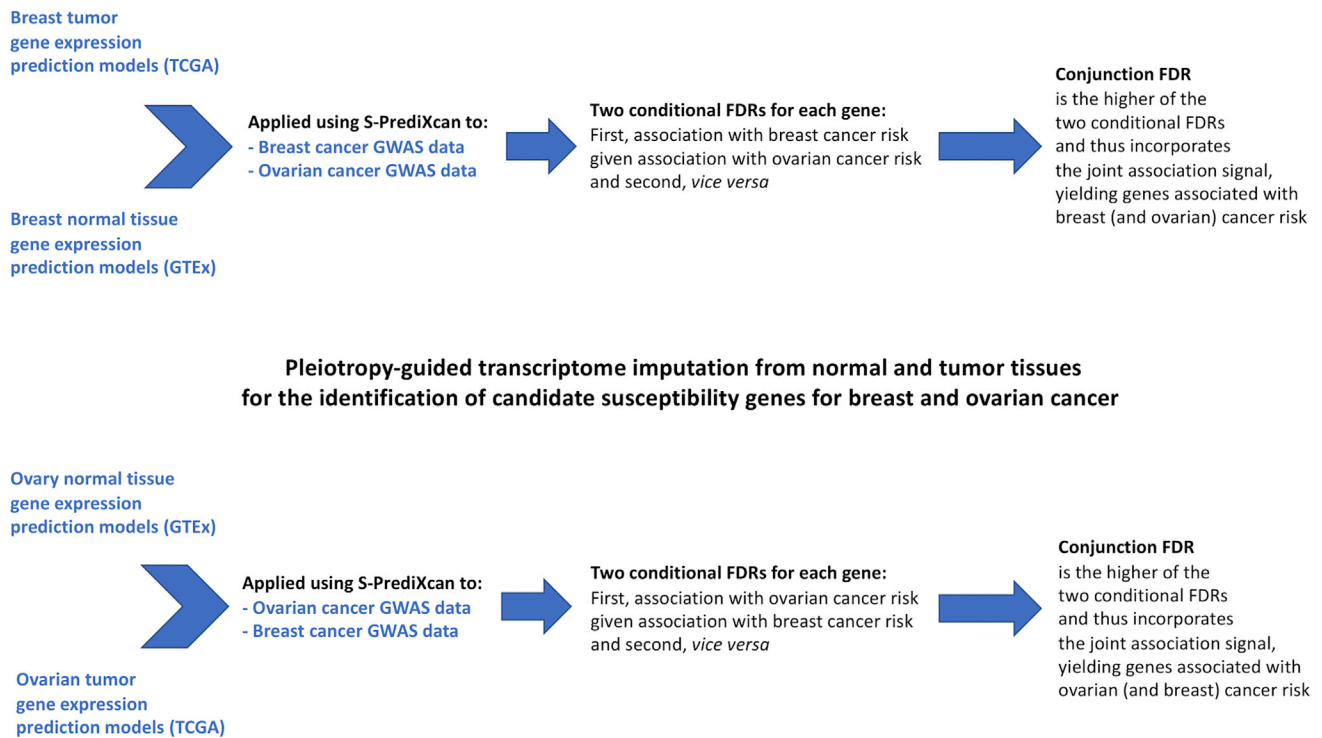 Breast tumor
gene expression
prediction models (TCGA)
Breast normal tissue
gene expression
prediction models (GTEx)
Applied using S-PrediXcan to:
- Breast cancer GWAS data
- Ovarian cancer GWAS data
Two conditional FDRs for each gene:
First, association with breast cancer risk
given association with ovarian cancer risk
and second, vice versa
Conjunction FDR
is the higher of the
two conditional FDRs
and thus incorporates
the joint association signal,
yielding genes associated with
breast (and ovarian) cancer risk
Pleiotropy-guided transcriptome imputation from normal and tumor tissues
for the identification of candidate susceptibility genes for breast and ovarian cancer
Ovary normal tissue
gene expression
prediction models (GTEx)
Ovarian tumor
gene expression
prediction models (TCGA)
Applied using S-PrediXcan to:
- Ovarian cancer GWAS data
- Breast cancer GWAS data
Two conditional FDRs for each gene:
First, association with ovarian cancer risk
given association with breast cancer risk
and second, vice versa
Conjunction FDR
is the higher of the
two conditional FDRs
and thus incorporates
the joint association signal,
yielding genes associated with
ovarian (and breast) cancer risk